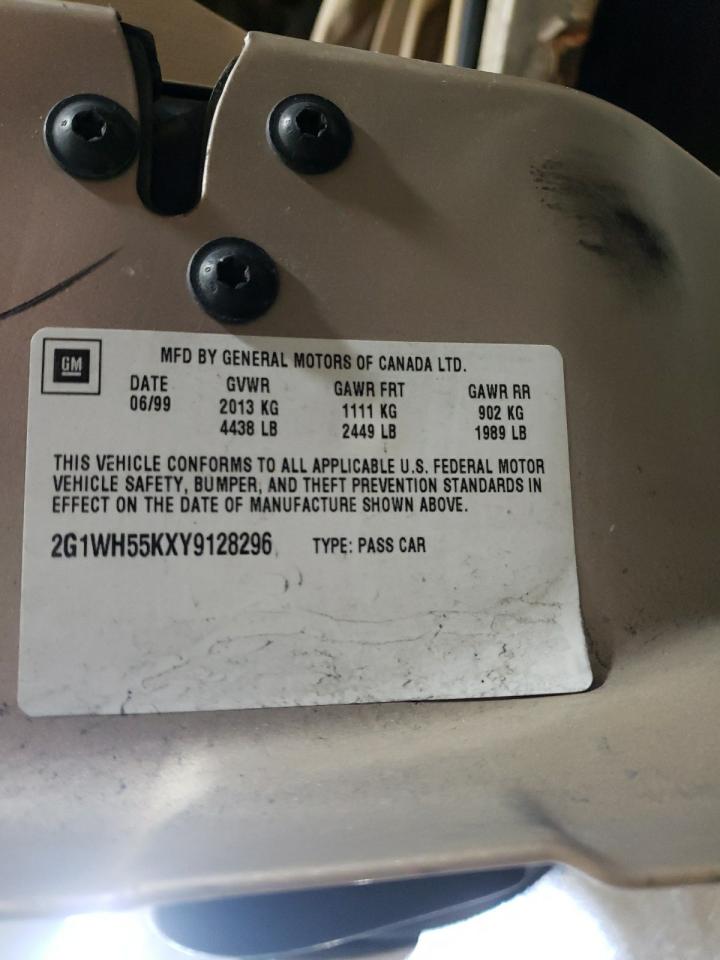 GM
MFD BY GENERAL MOTORS OF CANADA LTD.
DATE GVWR GAWR FRT GAWR RR
06/99 2013 KG 1111 KG 902 KG
4438 LB 2449 LB 1989 LB
THIS VEHICLE CONFORMS TO ALL APPLICABLE U.S. FEDERAL MOTOR
VEHICLE SAFETY, BUMPER, AND THEFT PREVENTION STANDARDS IN
EFFECT ON THE DATE OF MANUFACTURE SHOWN ABOVE.
2G1WH55KXY9128296 TYPE: PASS CAR